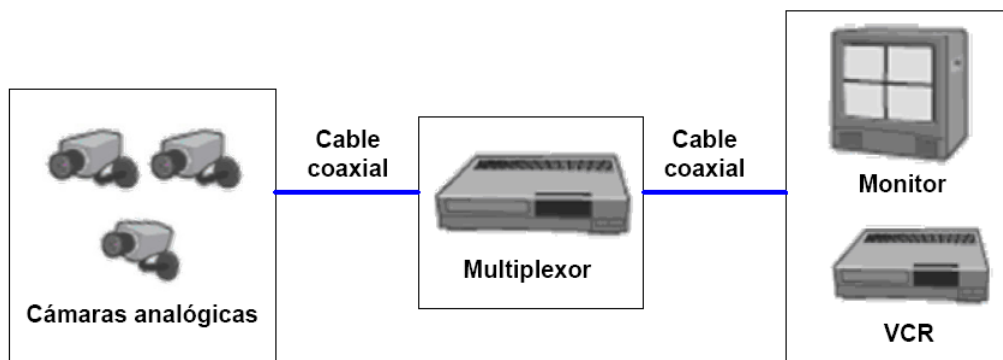 Cámaras analógicas
Cable
coaxial
Multiplexor
Cable
coaxial
Monitor
VCR